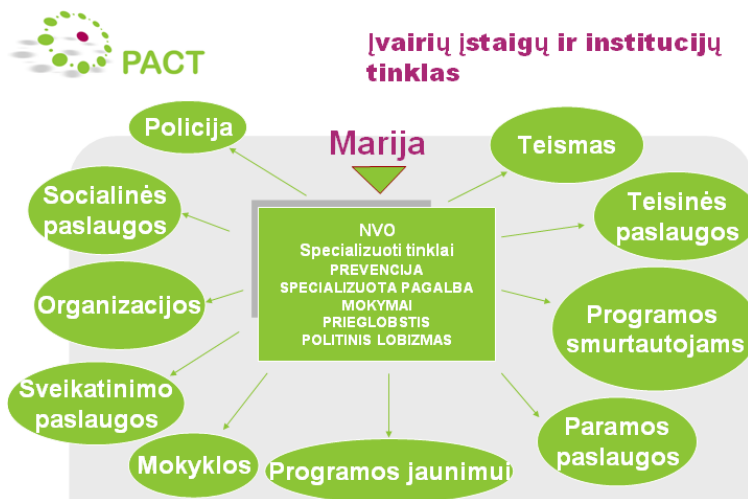 PACT
Įvairių įstaigų ir institucijų
tinklas
Policija
Marija
Teismas
Socialinės
paslaugos
Teisinės
paslaugos
NVO
Specializuoti tinklai
PREVENCIJA
SPECIALIZUOTA PAGALBA
MOKYMAI
PRIEGLOBSTIS
POLITINIS LOBIZMAS
Organizacijos
Programos
smurtautojams
Sveikatinimo
paslaugos
Paramos
paslaugos
Mokyklos
Programos jaunimui